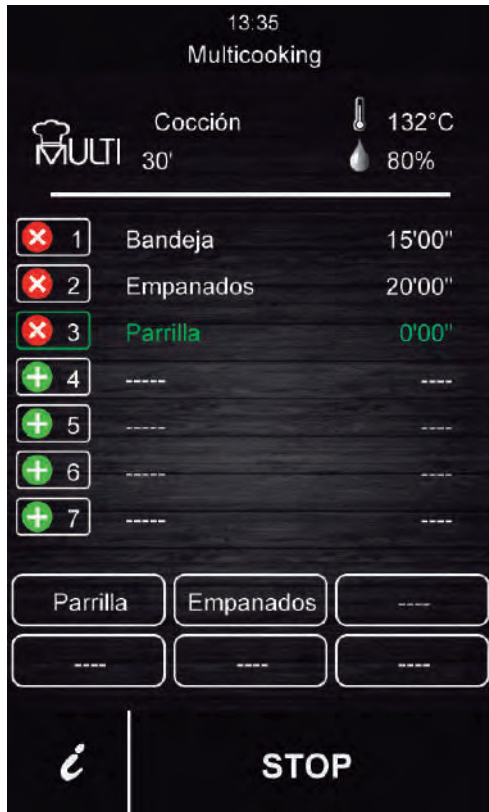 13:35
Multicooking
MULTI
Cocción
132°C
30'
80%
1 Bandeja 15'00"
2 Empanados 20'00"
3 Parrilla 0'00"
4 ----- ----
5 ----- ----
6 ----- ----
7 ----- ----
Parrilla Empanados ----
---- ---- ----
i STOP